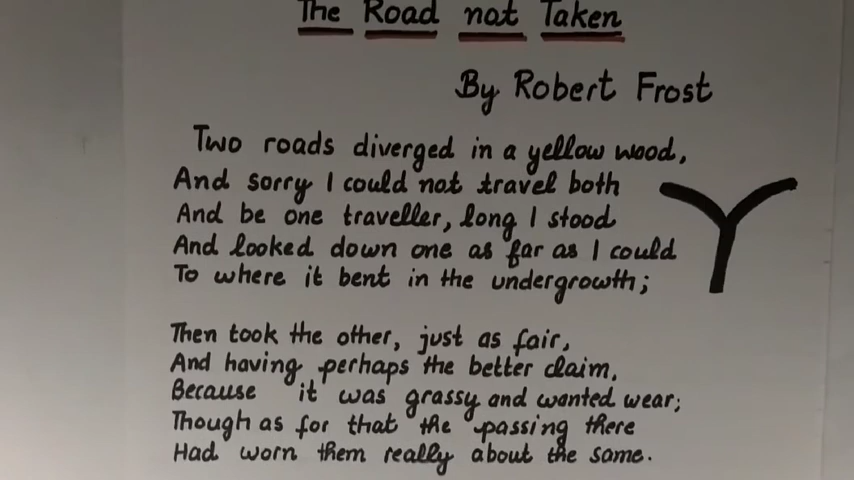 The Road not Taken
By Robert Frost
Two roads diverged in a yellow wood,
And sorry I could not travel both
And be one traveller, long I stood
And looked down one as far as I could
To where it bent in the undergrowth;
Then took the other, just as fair,
And having perhaps the better claim,
Because it was grassy and wanted wear;
Though as for that the passing there
Had worn them really about the same.